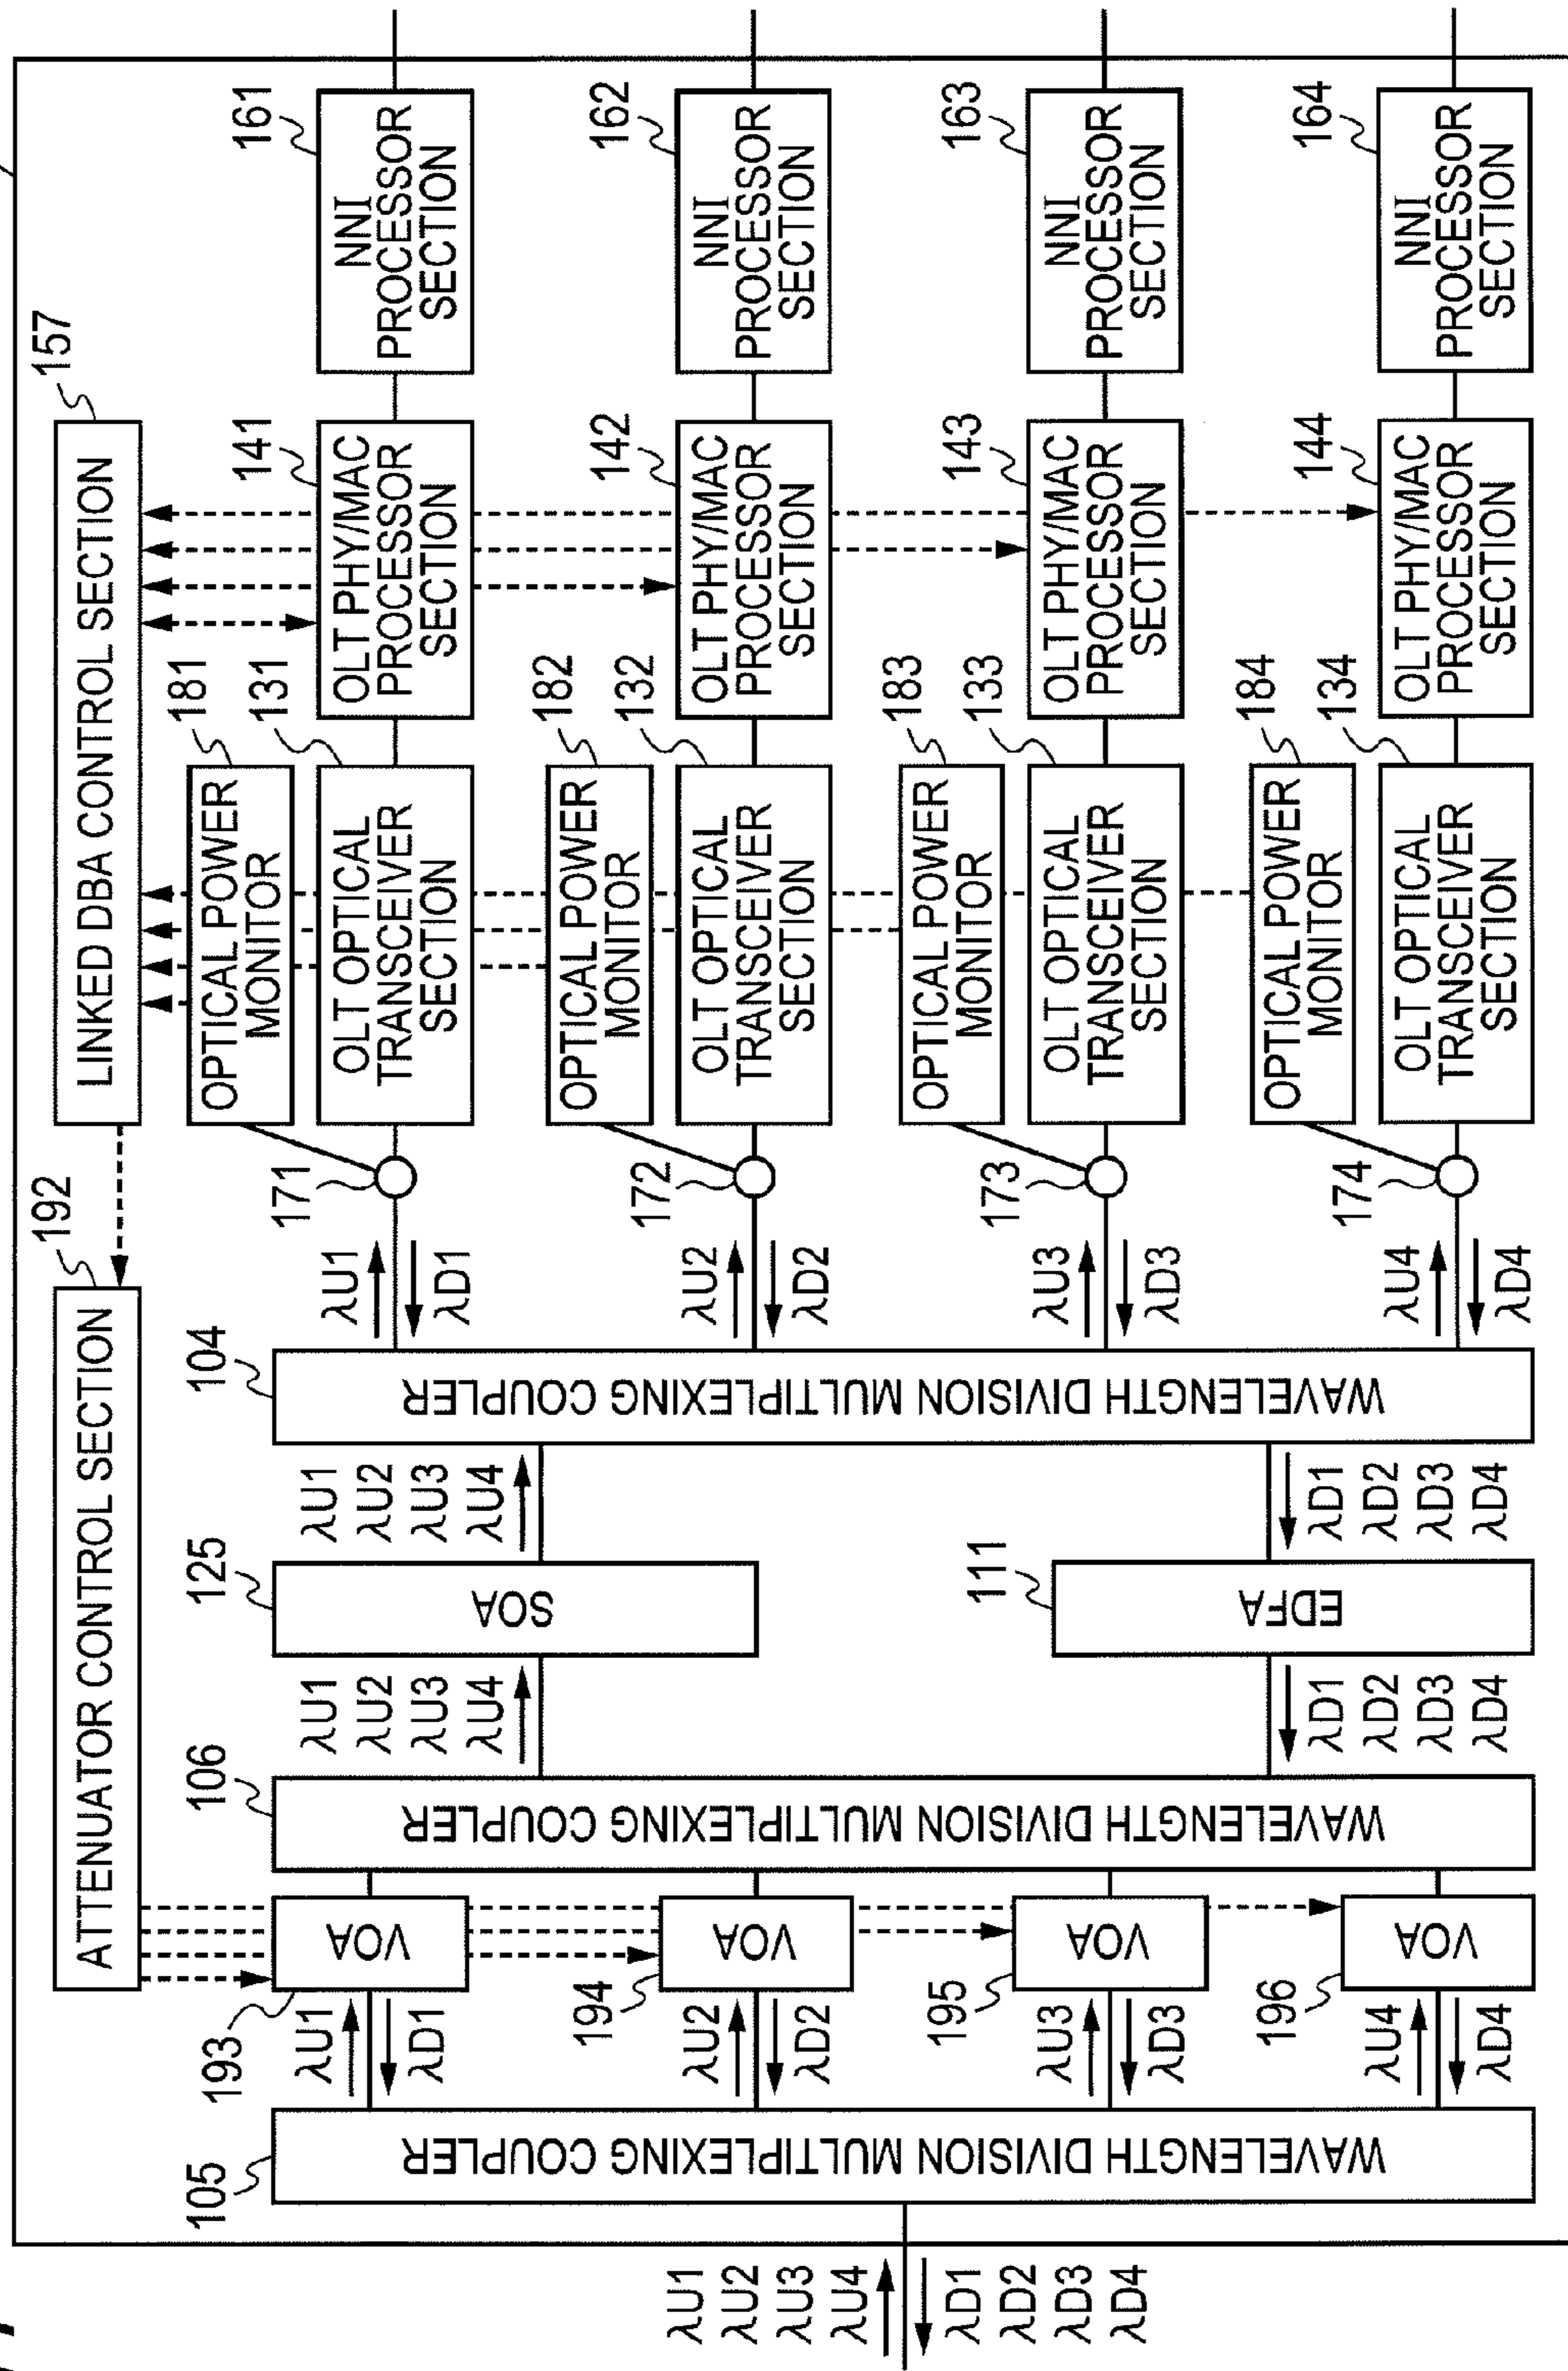 192
157
ATTENUATOR CONTROL SECTION
LINKED DBA CONTROL SECTION
105
WAVELENGTH DIVISION MULTIPLEXING COUPLER
λU1
λU2
λU3
λU4
λD1
λD2
λD3
λD4
193
VOA
λU1
λD1
194
VOA
λU2
λD2
195
VOA
λU3
λD3
196
VOA
λU4
λD4
106
WAVELENGTH DIVISION MULTIPLEXING COUPLER
λU1
λU2
λU3
λU4
125
SOA
λU1
λU2
λU3
λU4
λD1
λD2
λD3
λD4
111
EDFA
λD1
λD2
λD3
λD4
104
WAVELENGTH DIVISION MULTIPLEXING COUPLER
λU1
λD1
171
181
OPTICAL POWER
MONITOR
131
OLT OPTICAL
TRANSCEIVER
SECTION
141
OLT PHY/MAC
PROCESSOR
SECTION
161
NNI
PROCESSOR
SECTION
λU2
λD2
172
182
OPTICAL POWER
MONITOR
132
OLT OPTICAL
TRANSCEIVER
SECTION
142
OLT PHY/MAC
PROCESSOR
SECTION
162
NNI
PROCESSOR
SECTION
λU3
λD3
173
183
OPTICAL POWER
MONITOR
133
OLT OPTICAL
TRANSCEIVER
SECTION
143
OLT PHY/MAC
PROCESSOR
SECTION
163
NNI
PROCESSOR
SECTION
λU4
λD4
174
184
OPTICAL POWER
MONITOR
134
OLT OPTICAL
TRANSCEIVER
SECTION
144
OLT PHY/MAC
PROCESSOR
SECTION
164
NNI
PROCESSOR
SECTION